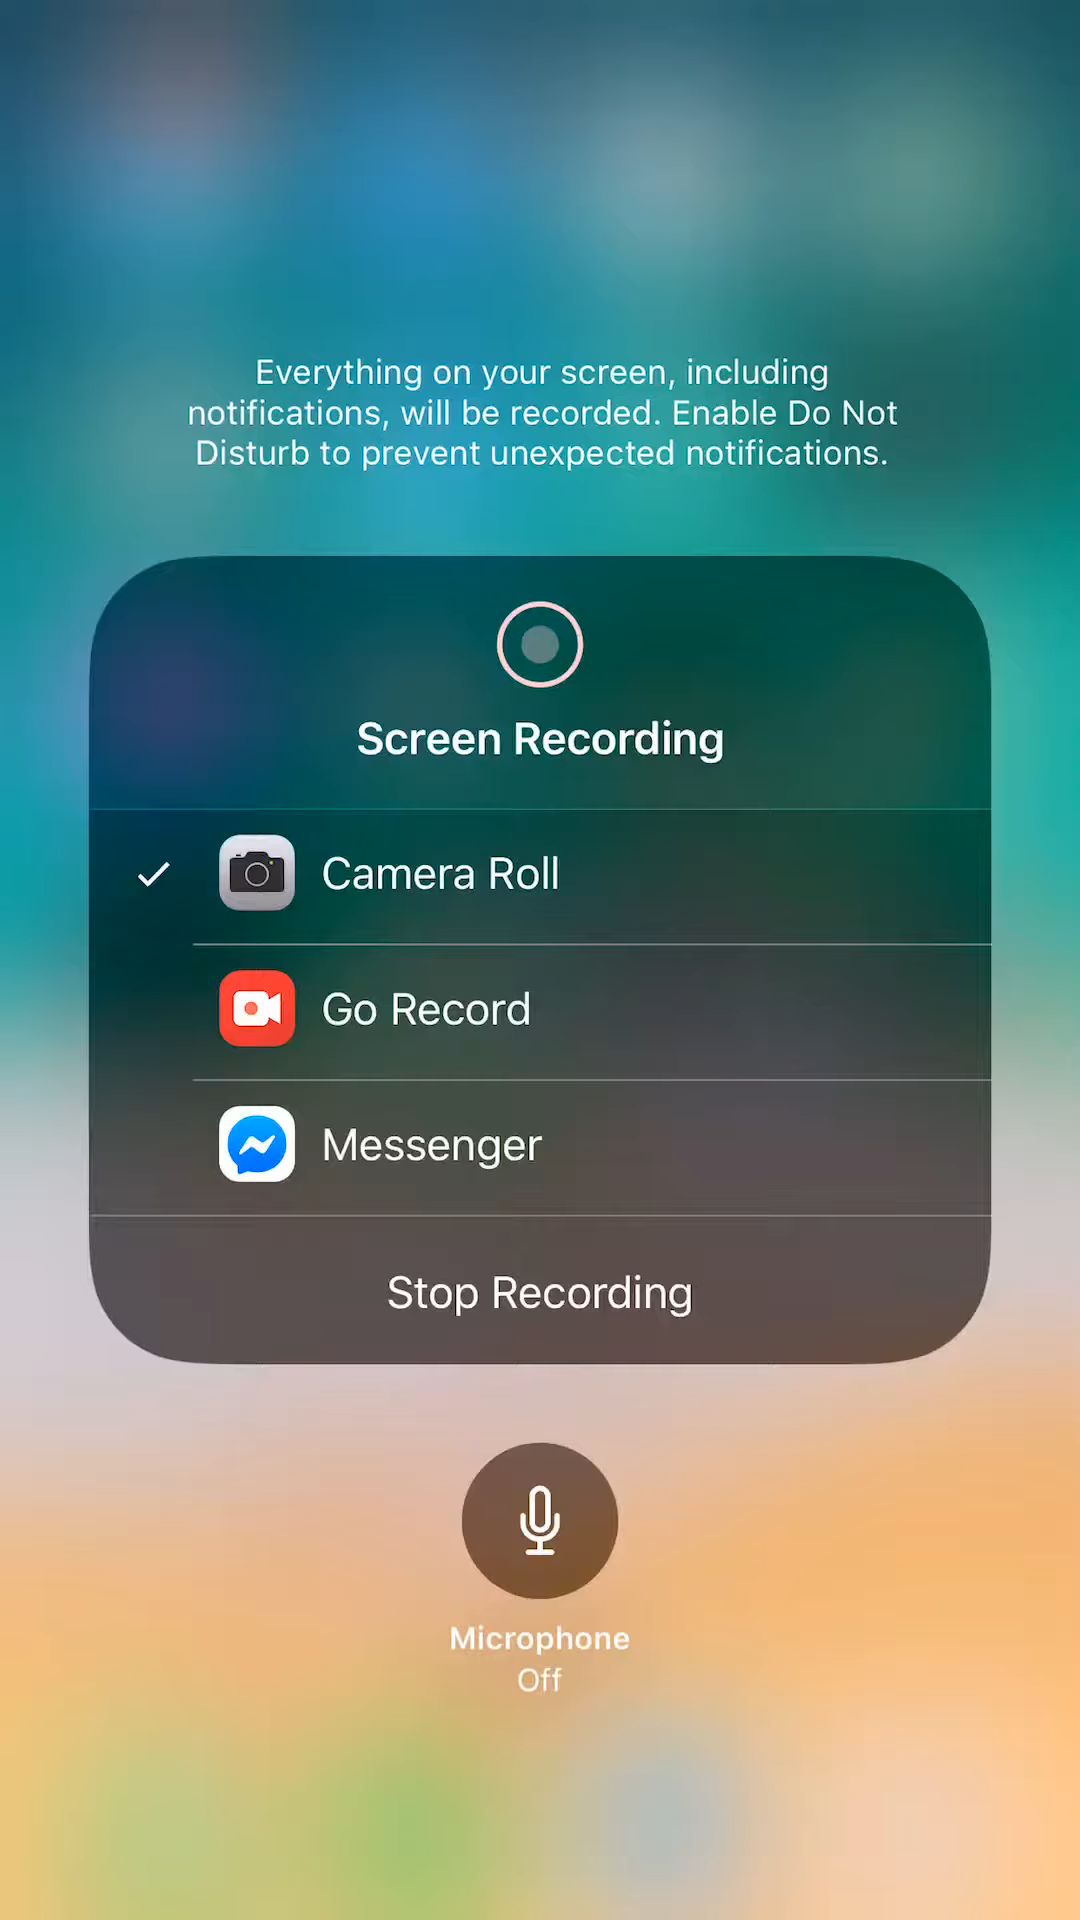 Everything on your screen, including
notifications, will be recorded. Enable Do Not
Disturb to prevent unexpected notifications.
Screen Recording
Camera Roll
Go Record
Messenger
Stop Recording
Microphone
Off